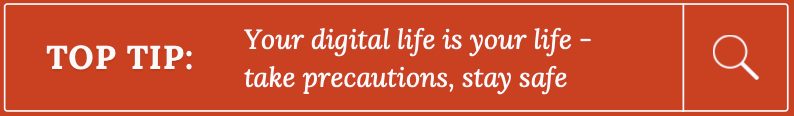 TOP TIP:
Your digital life is your life -
take precautions, stay safe